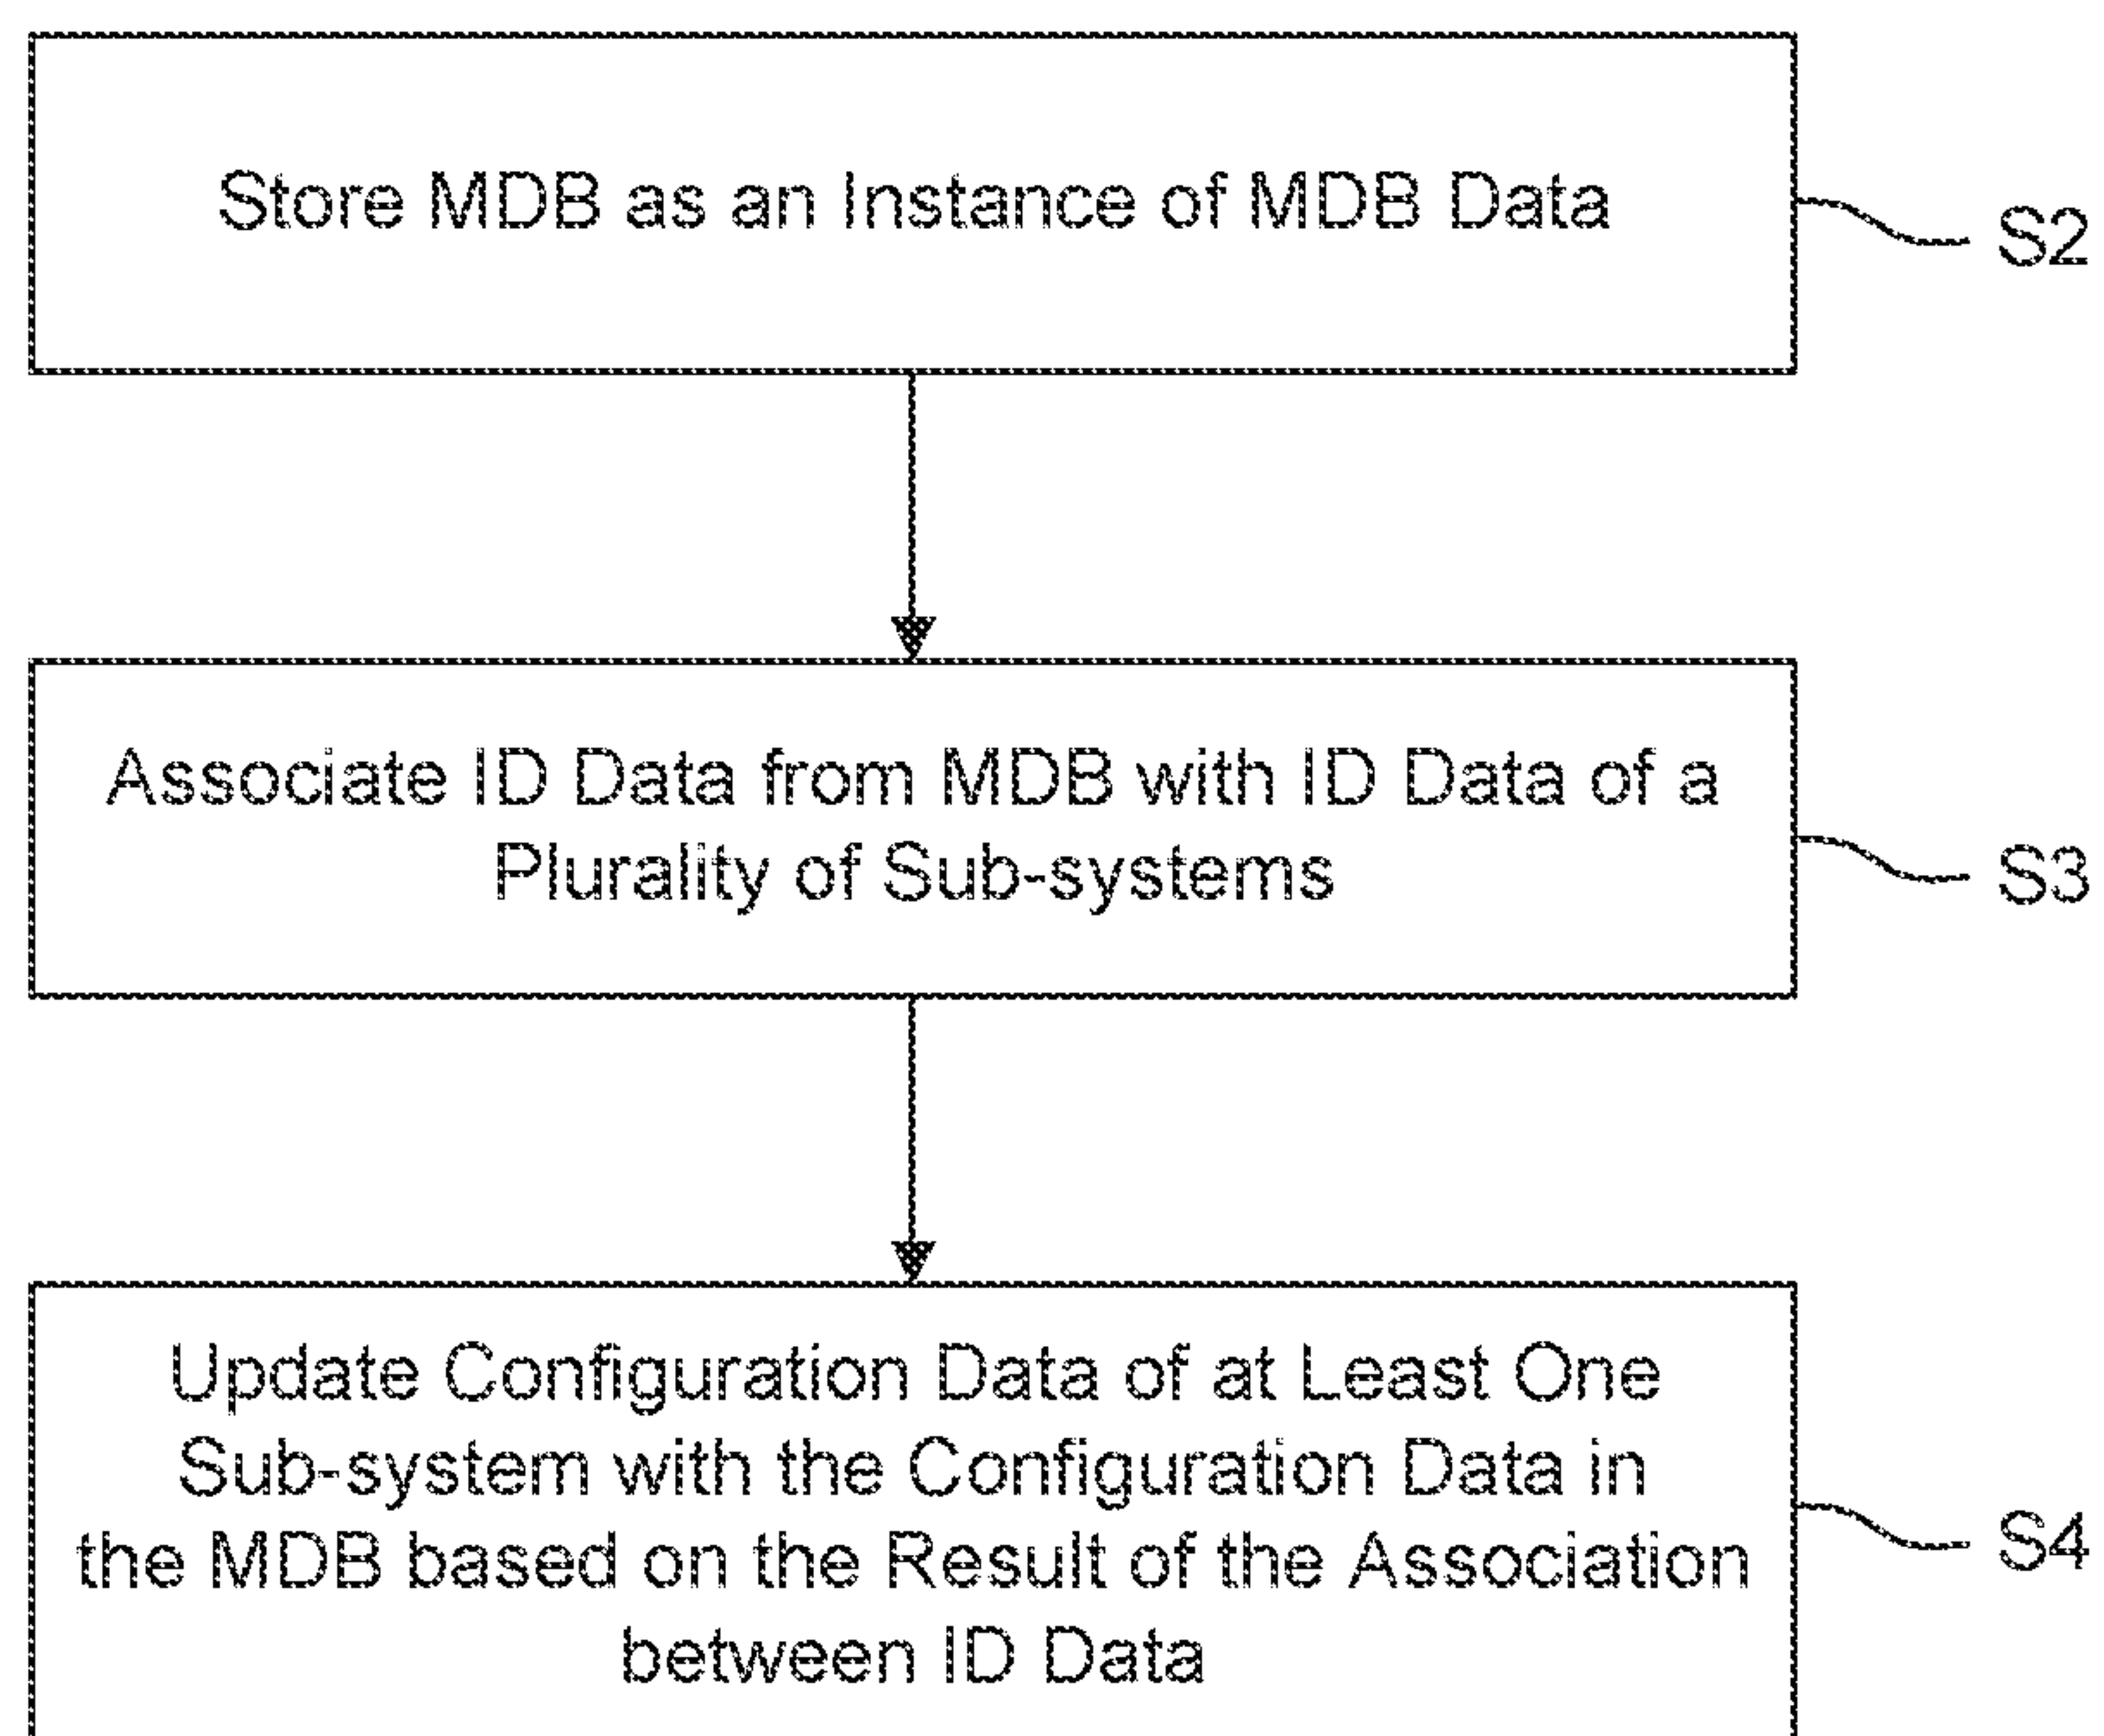 Store MDB as an Instance of MDB Data
S2
Associate ID Data from MDB with ID Data of a
Plurality of Sub-systems
S3
Update Configuration Data of at Least One
Sub-system with the Configuration Data in
the MDB based on the Result of the Association
between ID Data
S4